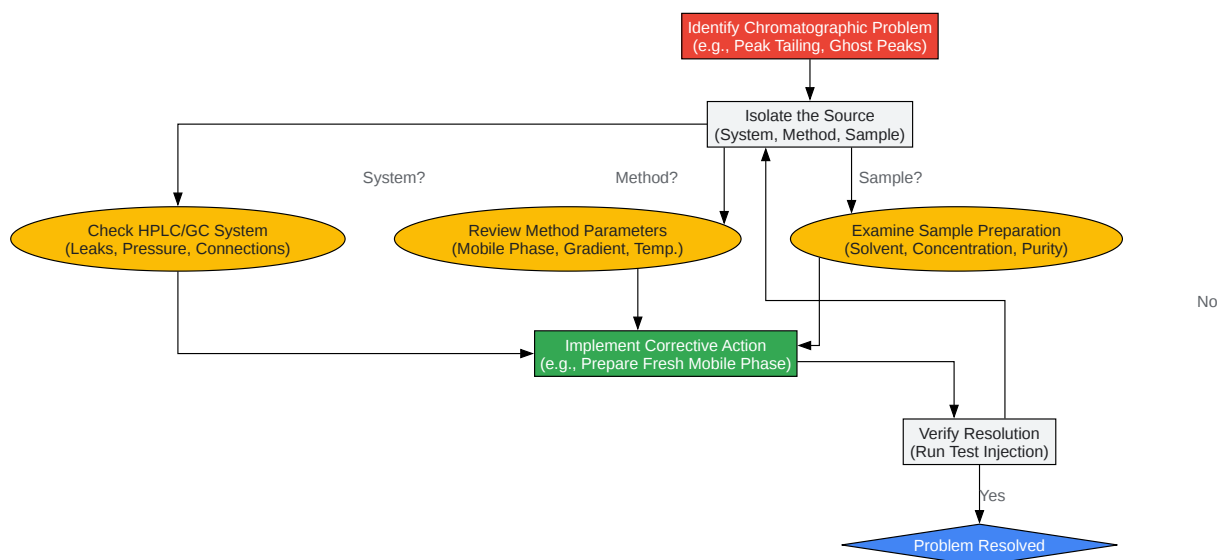 Identify Chromatographic Problem
(e.g., Peak Tailing, Ghost Peaks)
Isolate the Source
(System, Method, Sample)
System?
Method?
Sample?
Check HPLC/GC System
(Leaks, Pressure, Connections)
Review Method Parameters
(Mobile Phase, Gradient, Temp.)
Examine Sample Preparation
(Solvent, Concentration, Purity)
No
Implement Corrective Action
(e.g., Prepare Fresh Mobile Phase)
Verify Resolution
(Run Test Injection)
Yes
Problem Resolved